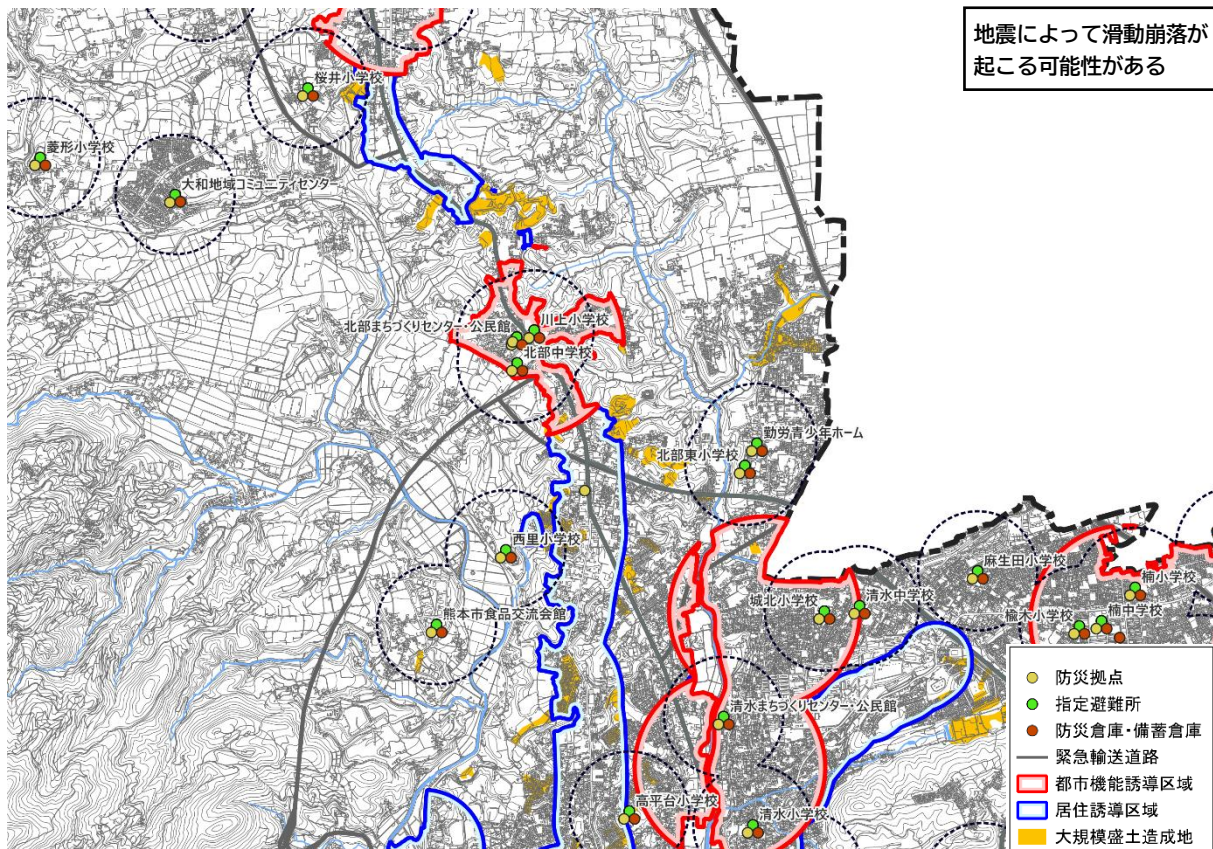 地震によって滑動崩落が
起こる可能性がある
桜井小学校
菱形小学校
大和地域コミュニティセンター
川上小学校
北部まちづくりセンター・公民館
北部中学校
勤労青少年ホーム
北部東小学校
西里小学校
麻生田小学校
楠小学校
城北小学校
清水中学校
楡木小学校
楠中学校
熊本市食品交流会館
清水まちづくりセンター・公民館
高平台小学校
清水小学校
防災拠点
指定避難所
防災倉庫・備蓄倉庫
緊急輸送道路
都市機能誘導区域
居住誘導区域
大規模盛土造成地